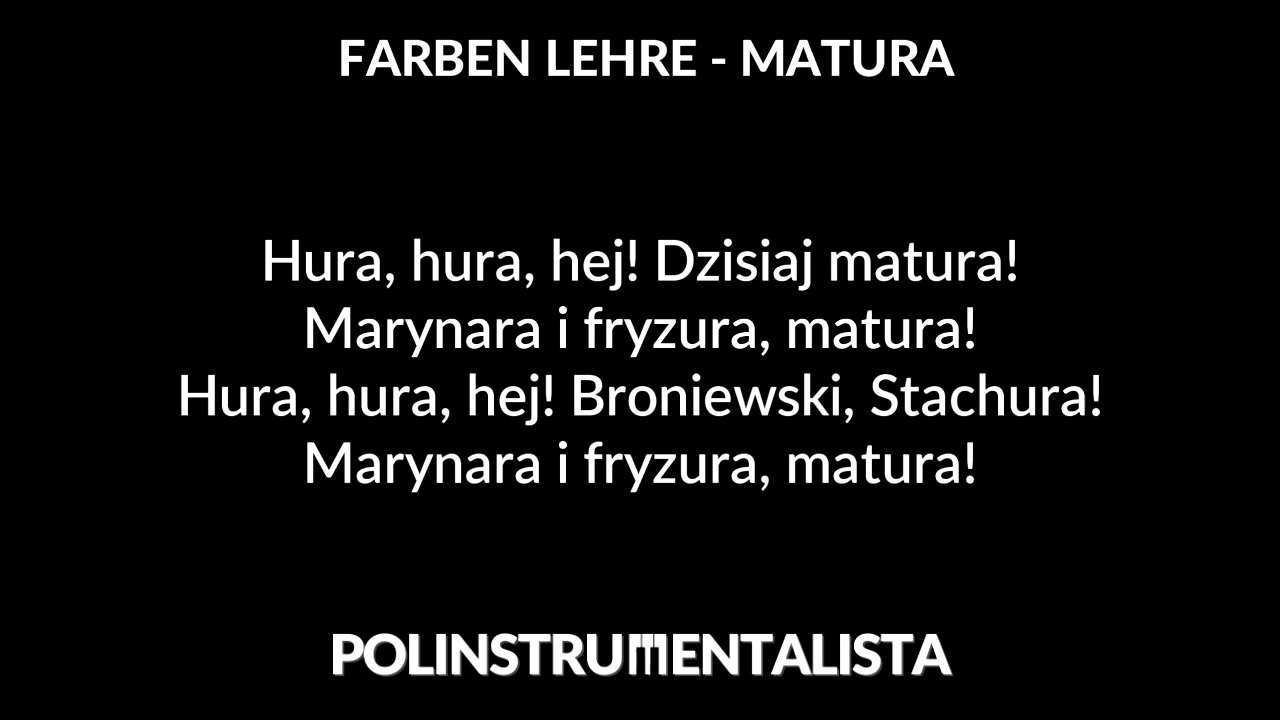 FARBEN LEHRE - MATURA
Hura, hura, hej! Dzisiaj matura!
Marynara i fryzura, matura!
Hura, hura, hej! Broniewski, Stachura!
Marynara i fryzura, matura!
POLINSTRUMENTALISTA